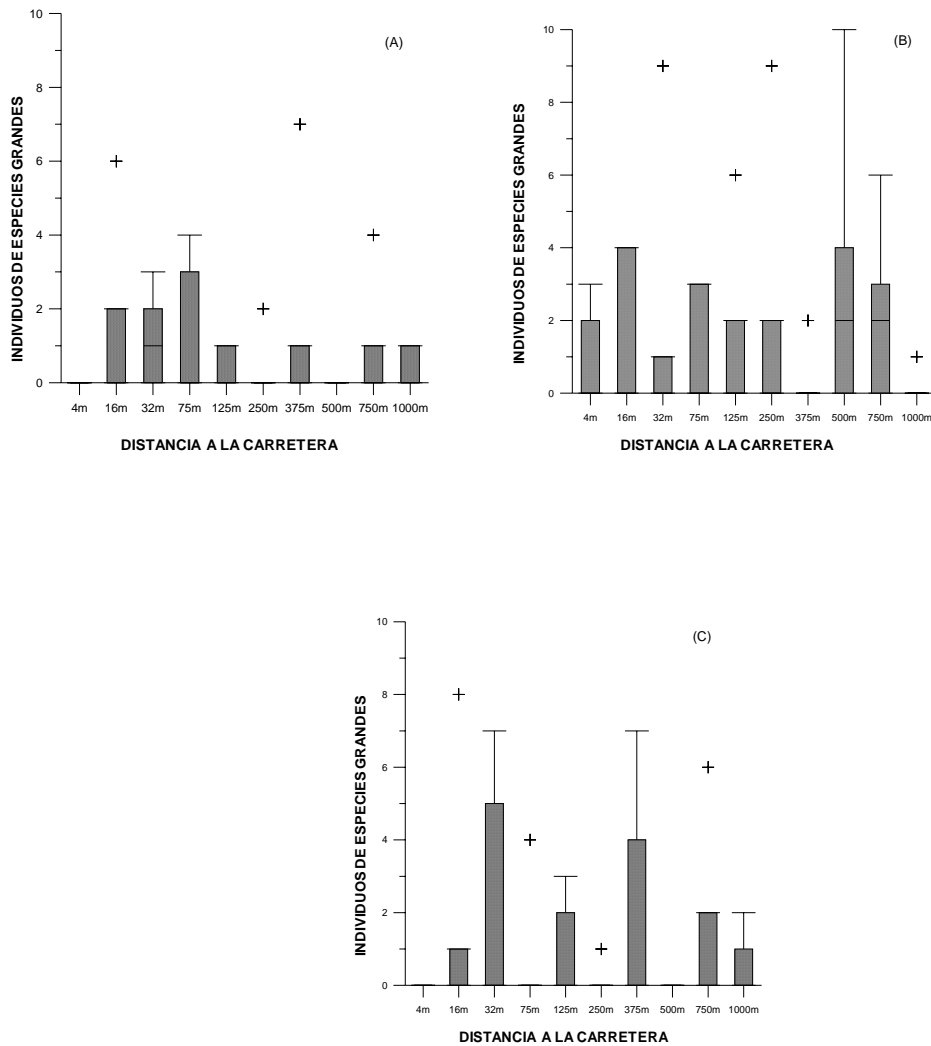 (A)
INDIVIDUOS DE ESPECIES GRANDES
10
8
6
4
2
0
4m 16m 32m 75m 125m 250m 375m 500m 750m 1000m
DISTANCIA A LA CARRETERA
(B)
INDIVIDUOS DE ESPECIES GRANDES
10
8
6
4
2
0
4m 16m 32m 75m 125m 250m 375m 500m 750m 1000m
DISTANCIA A LA CARRETERA
(C)
INDIVIDUOS DE ESPECIES GRANDES
10
8
6
4
2
0
4m 16m 32m 75m 125m 250m 375m 500m 750m 1000m
DISTANCIA A LA CARRETERA